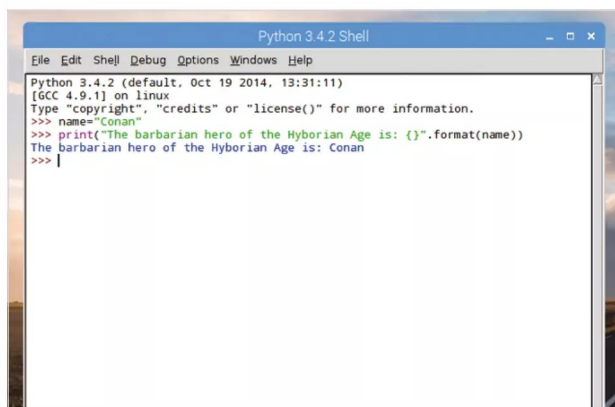 Python 3.4.2 Shell
File Edit Shell Debug Options Windows Help
Python 3.4.2 (default, Oct 19 2014, 13:31:11)
[GCC 4.9.1] on linux
Type "copyright", "credits" or "license()" for more information.
>>> name="Conan"
>>> print("The barbarian hero of the Hyborian Age is: {}".format(name))
The barbarian hero of the Hyborian Age is: Conan
>>>